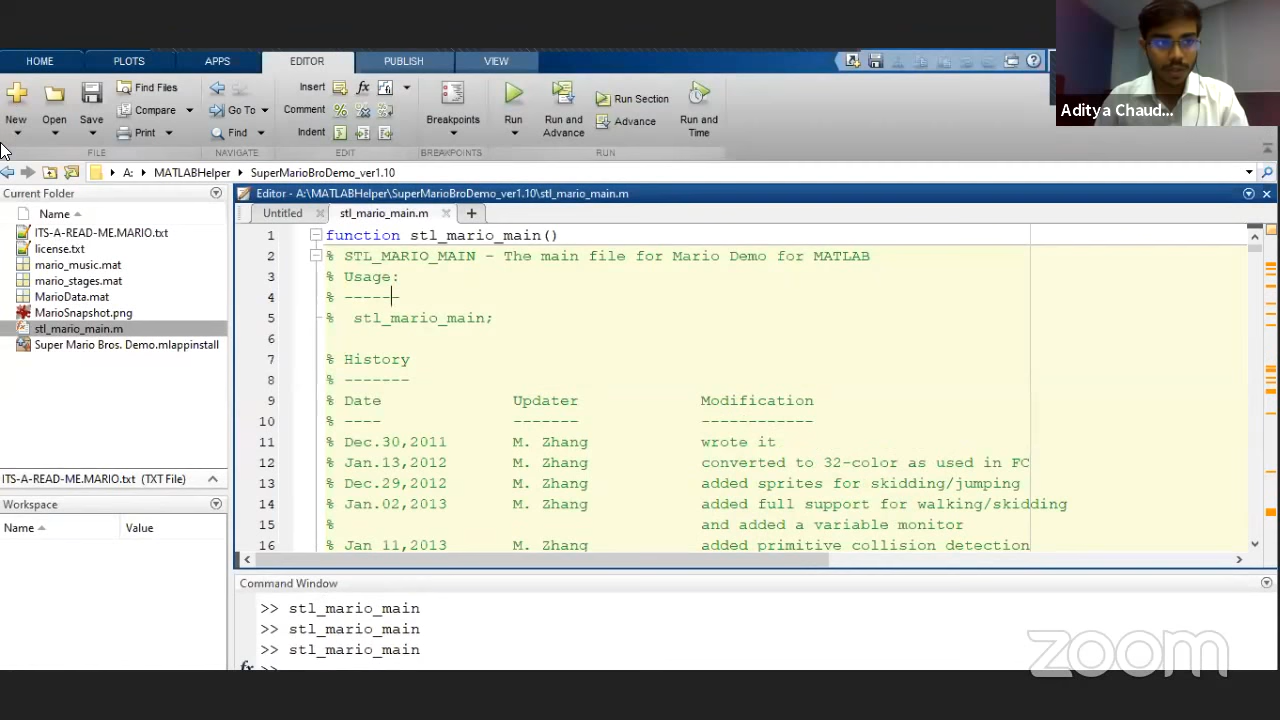 Aditya Chaud...
HOME PLOTS APPS EDITOR PUBLISH VIEW
New Open Save Find Files Compare Print Go To Find Insert fx Comment Indent Breakpoints Run Run and Advance Run Section Advance Run and Time
FILE NAVIGATE EDIT BREAKPOINTS RUN
A: MATLABHelper SuperMarioBroDemo_ver1.10
Current Folder
Name
ITS-A-READ-ME.MARIO.txt
license.txt
mario_music.mat
mario_stages.mat
MarioData.mat
MarioSnapshot.png
stl_mario_main.m
Super Mario Bros. Demo.mlappinstall
ITS-A-READ-ME.MARIO.txt (TXT File)
Workspace
Name Value
Editor - A:\MATLABHelper\SuperMarioBroDemo_ver1.10\stl_mario_main.m
Untitled stl_mario_main.m
1 function stl_mario_main()
2 % STL_MARIO_MAIN - The main file for Mario Demo for MATLAB
3 % Usage:
4 % ------
5 % stl_mario_main;
6
7 % History
8 % -------
9 % Date Updater Modification
10 % ---- ------- ------------
11 % Dec.30,2011 M. Zhang wrote it
12 % Jan.13,2012 M. Zhang converted to 32-color as used in FC
13 % Dec.29,2012 M. Zhang added sprites for skidding/jumping
14 % Jan.02,2013 M. Zhang added full support for walking/skidding
15 % and added a variable monitor
16 % Jan 11,2013 M. Zhang added primitive collision detection
Command Window
>> stl_mario_main
>> stl_mario_main
>> stl_mario_main
fx >>
zoom